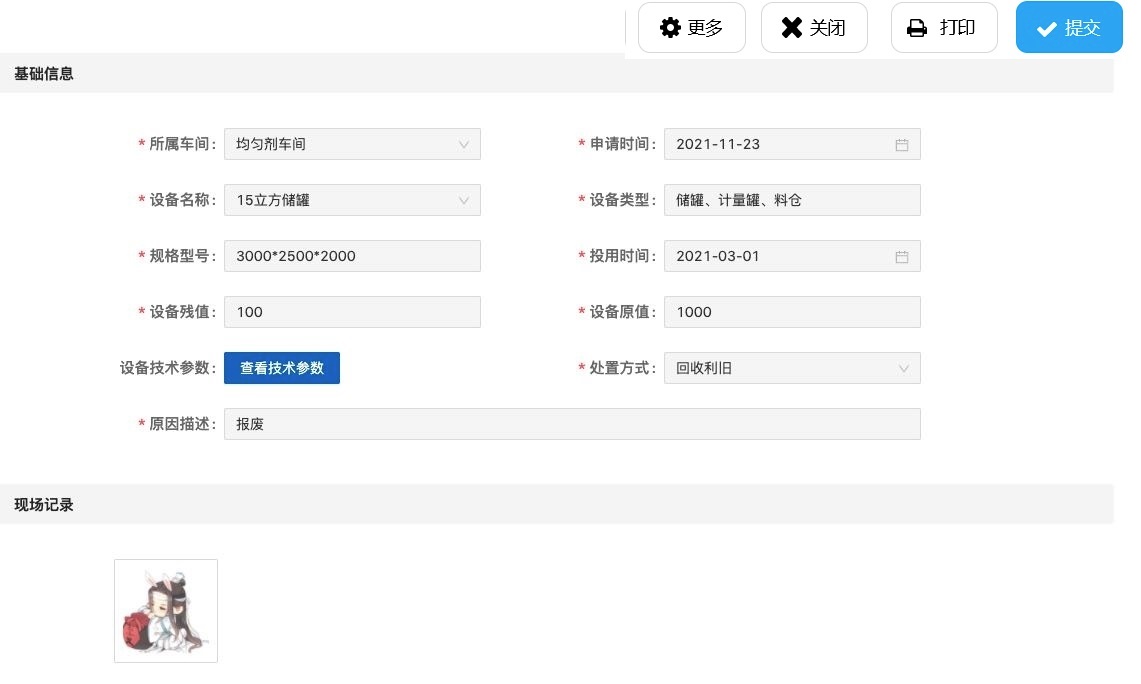 更多 关闭 打印 提交
基础信息
* 所属车间: 均匀剂车间 * 申请时间: 2021-11-23
* 设备名称: 15立方储罐 * 设备类型: 储罐、计量罐、料仓
* 规格型号: 3000*2500*2000 * 投用时间: 2021-03-01
* 设备残值: 100 * 设备原值: 1000
设备技术参数: 查看技术参数 * 处置方式: 回收利旧
* 原因描述: 报废
现场记录